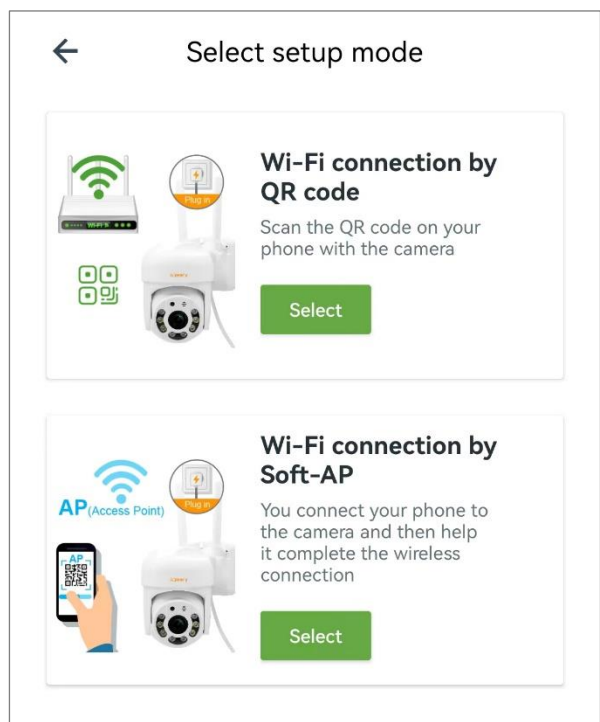 Select setup mode
Wi-Fi connection by
QR code
Scan the QR code on your
phone with the camera
Select
Plug in
Wi-Fi connection by
Soft-AP
You connect your phone to
the camera and then help
it complete the wireless
connection
Select
AP(Access Point)
Plug in
AP